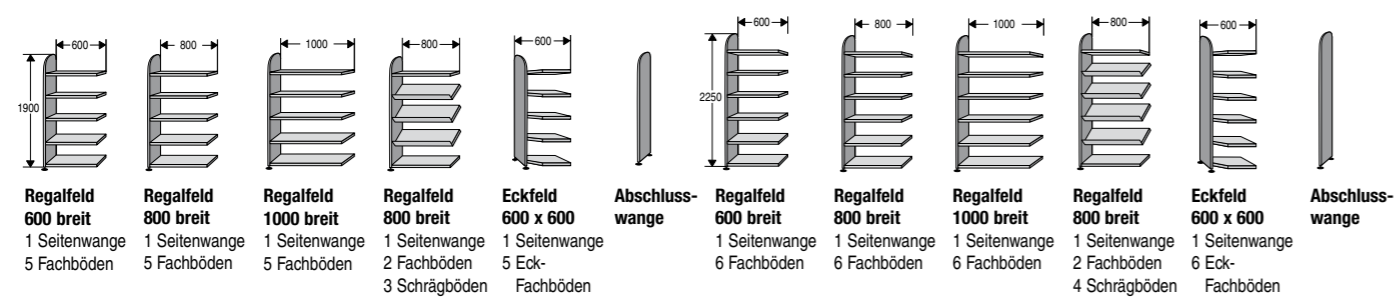 600
800
1000
800
600
1900
600
800
1000
800
600
2250
Regalfeld
600 breit
1 Seitenwange
5 Fachböden
Regalfeld
800 breit
1 Seitenwange
5 Fachböden
Regalfeld
1000 breit
1 Seitenwange
5 Fachböden
Regalfeld
800 breit
1 Seitenwange
2 Fachböden
3 Schrägböden
Eckfeld
600 x 600
1 Seitenwange
5 Eck-
Fachböden
Abschluss-
wange
Regalfeld
600 breit
1 Seitenwange
6 Fachböden
Regalfeld
800 breit
1 Seitenwange
6 Fachböden
Regalfeld
1000 breit
1 Seitenwange
6 Fachböden
Regalfeld
800 breit
1 Seitenwange
2 Fachböden
4 Schrägböden
Eckfeld
600 x 600
1 Seitenwange
6 Eck-
Fachböden
Abschluss-
wange